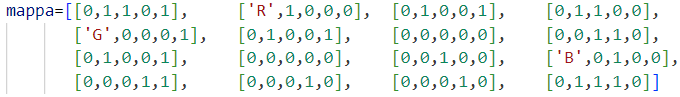 mappa=[[0,1,1,0,1], ['R',1,0,0,0], [0,1,0,0,1], [0,1,1,0,0],
['G',0,0,0,1], [0,1,0,0,1], [0,0,0,0,0], [0,0,1,1,0],
[0,1,0,0,1], [0,0,0,0,0], [0,0,1,0,0], ['B',0,1,0,0],
[0,0,0,1,1], [0,0,0,1,0], [0,0,0,1,0], [0,1,1,1,0]]